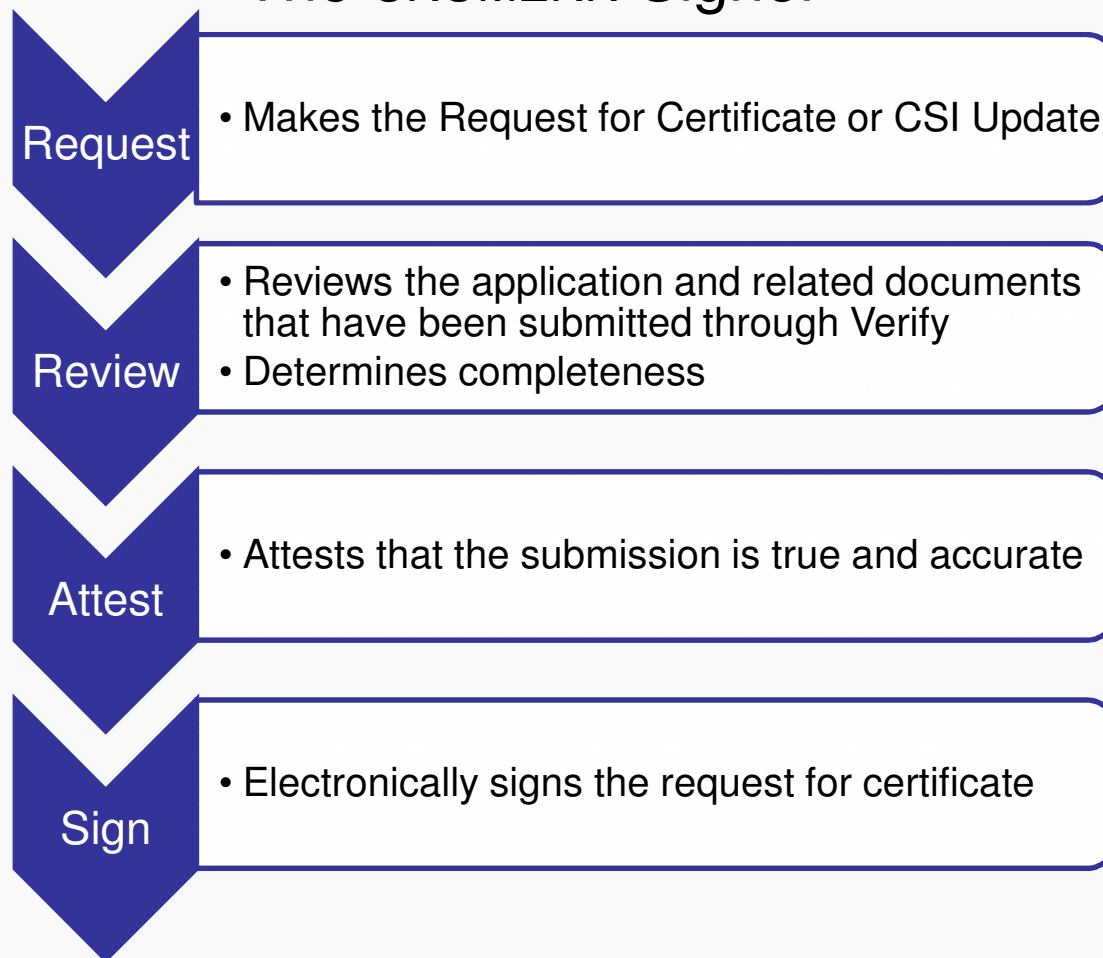 The
Request
• Makes the Request for Certificate or CSI Update
Review
• Reviews the application and related documents
that have been submitted through Verify
• Determines completeness
Attest
• Attests that the submission is true and accurate
Sign
• Electronically signs the request for certificate